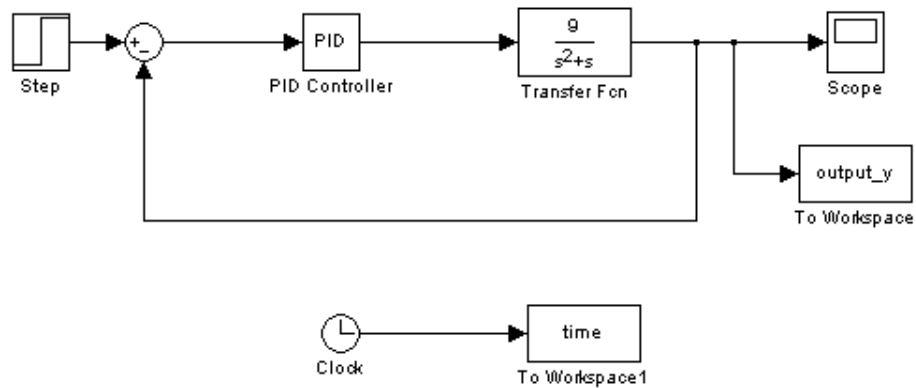 +
-
PID
9
s²+s
Step
PID Controller
Transfer Fcn
Scope
output_y
To Workspace
time
Clock
To Workspace1